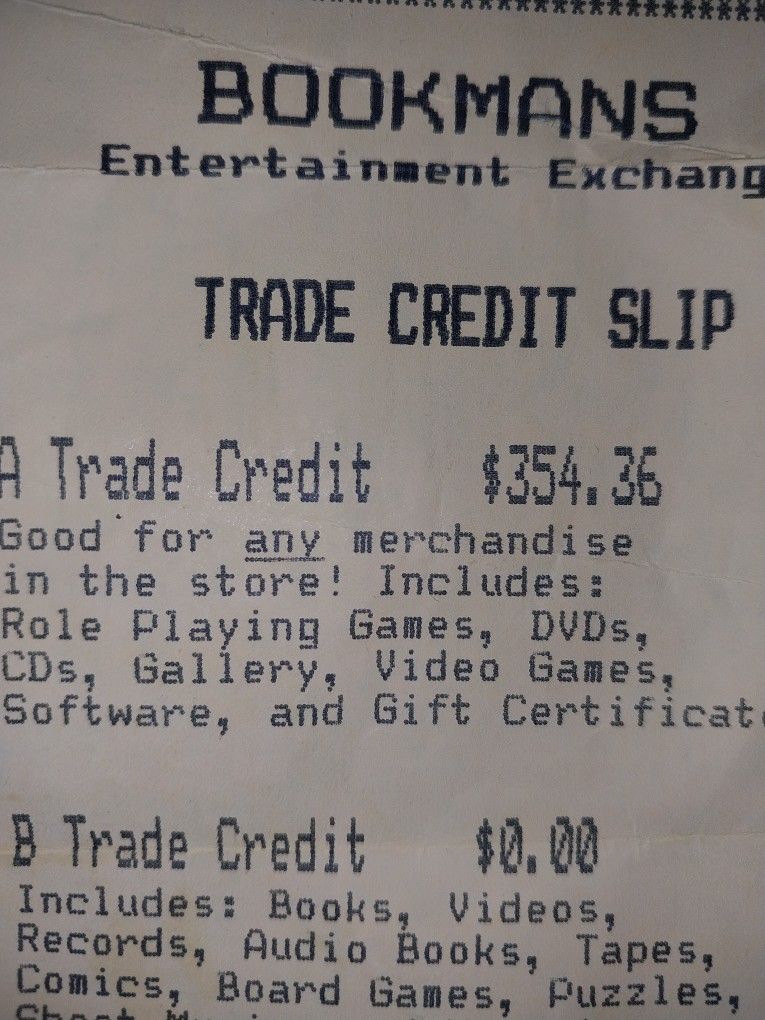 ************************
BOOKMANS
Entertainment Exchang
TRADE CREDIT SLIP
A Trade Credit $354.36
Good for any merchandise
in the store! Includes:
Role Playing Games, DVDs,
CDs, Gallery, Video Games,
Software, and Gift Certificate
B Trade Credit $0.00
Includes: Books, Videos,
Records, Audio Books, Tapes,
Comics, Board Games, Puzzles,